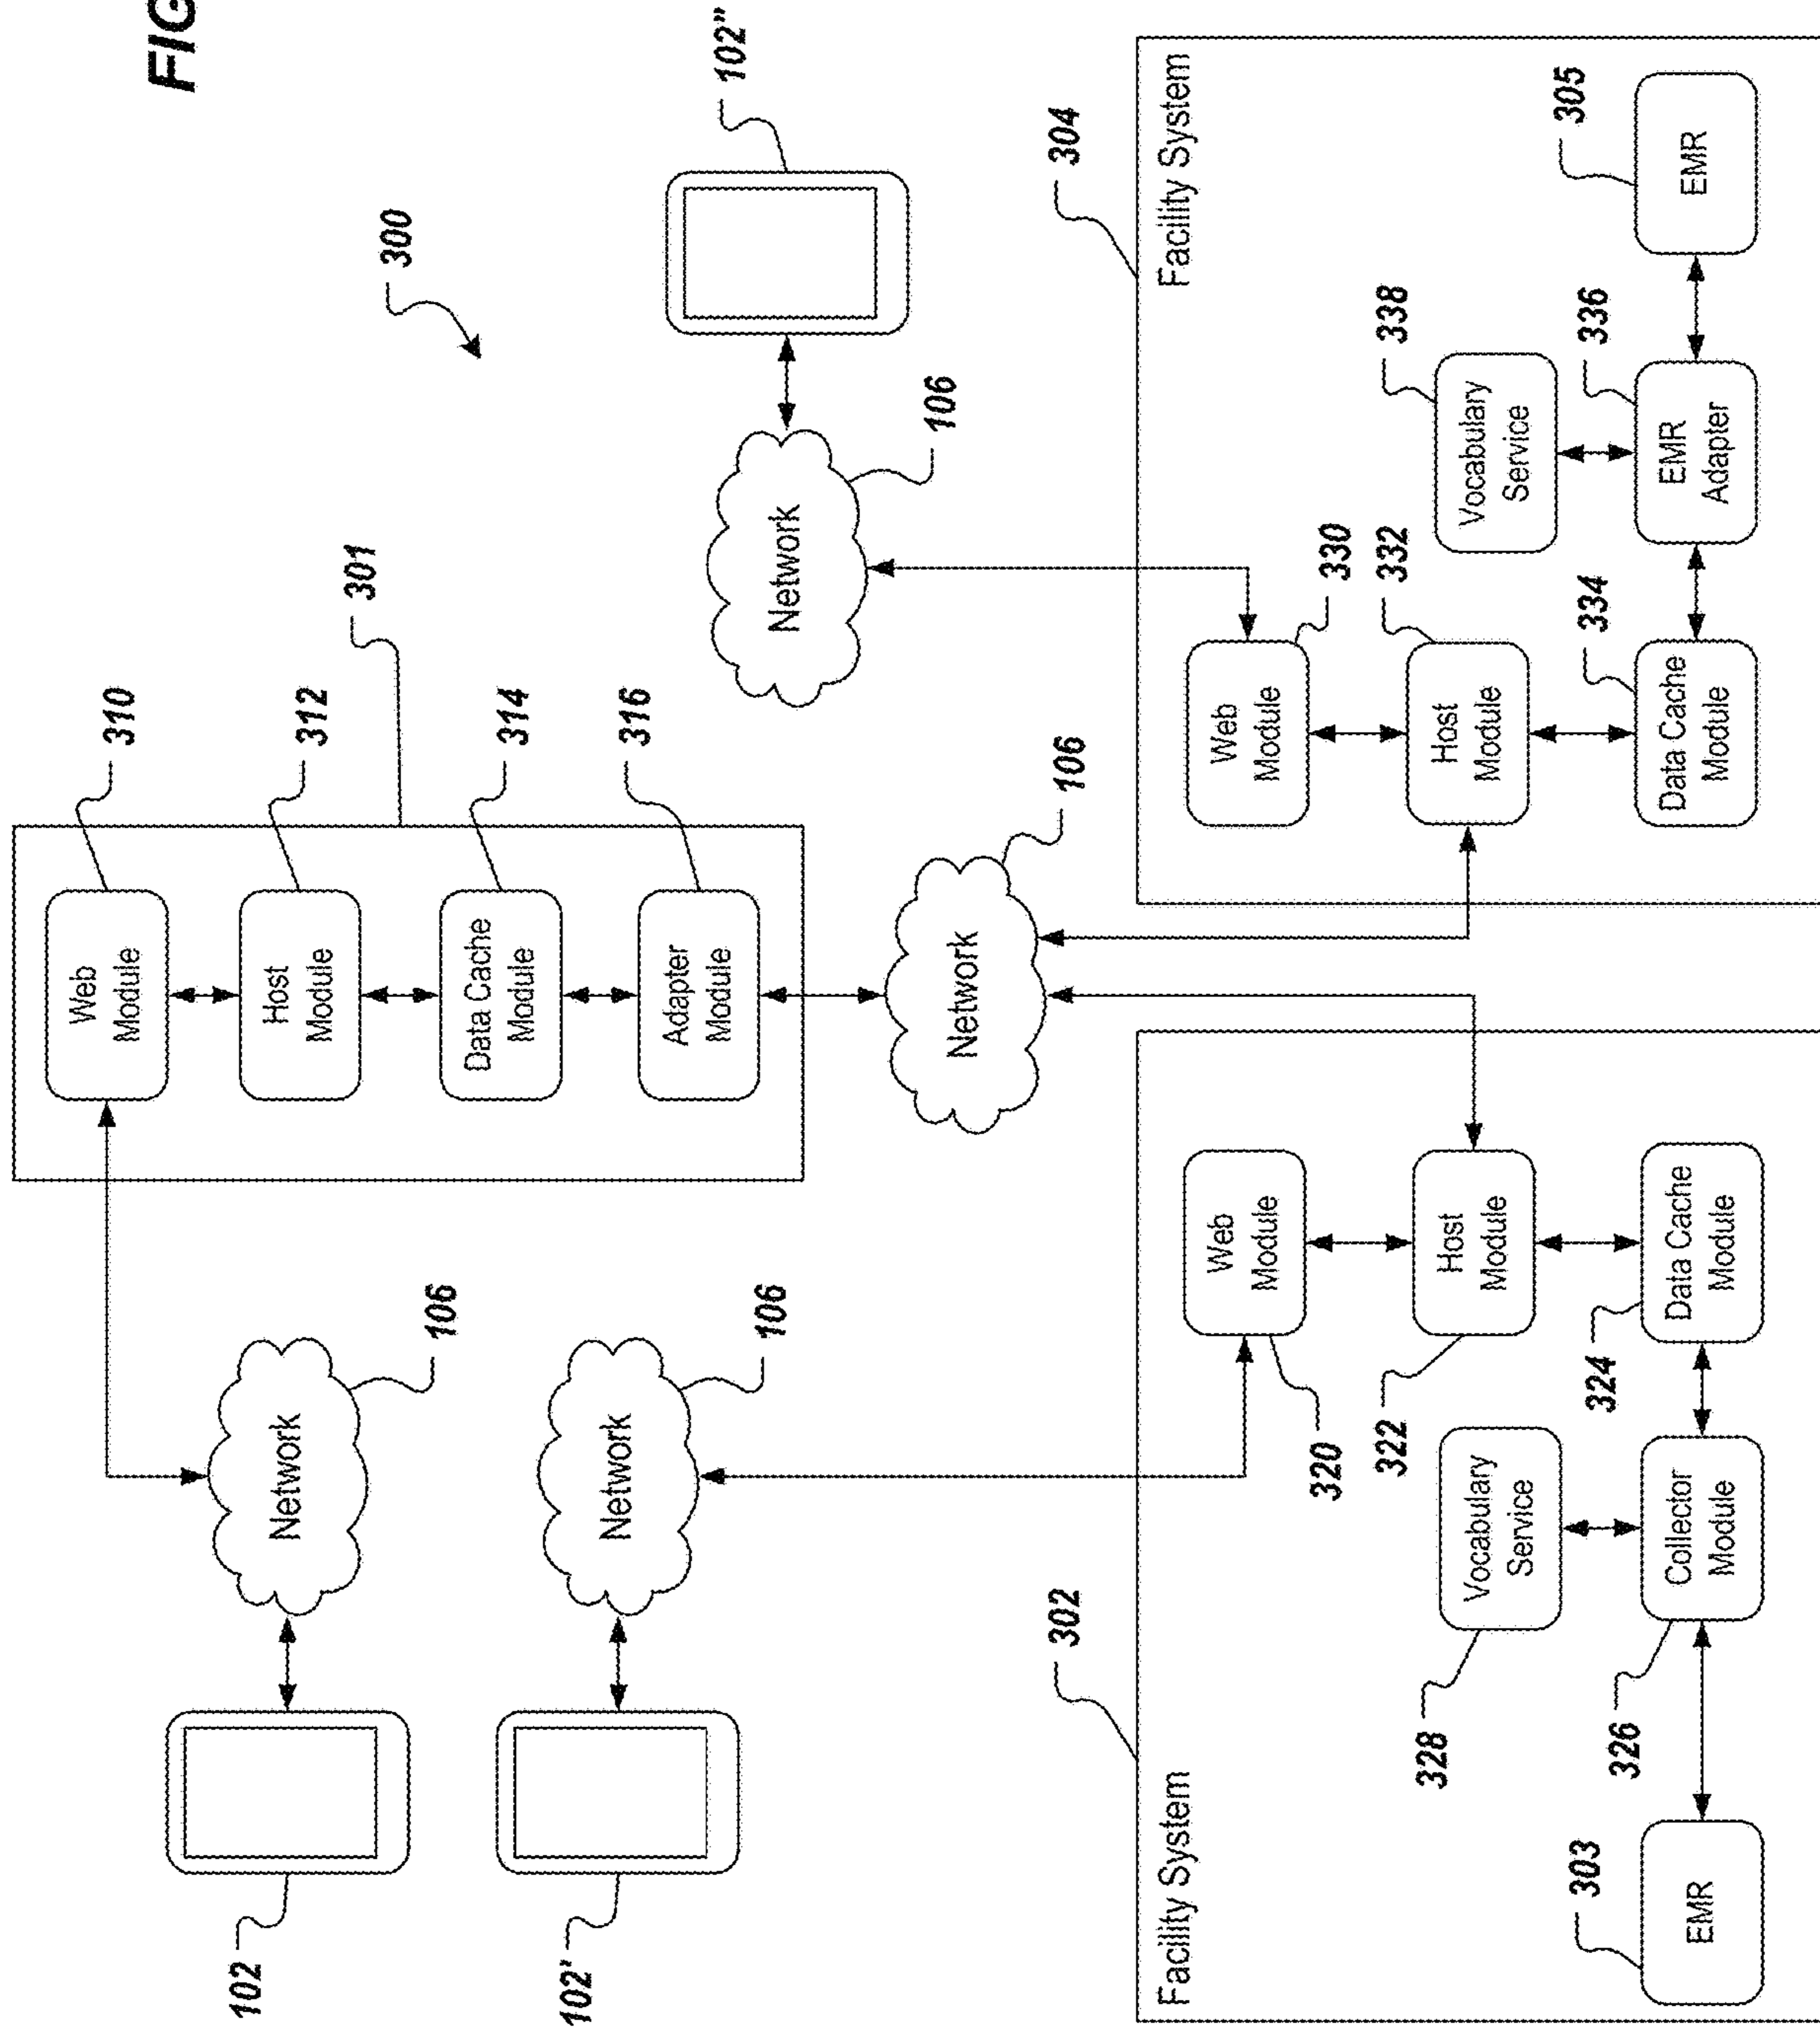 FIG
300
102
Network
106
102'
Network
106
310
312
314
316
301
Web
Module
Host
Module
Data Cache
Module
Adapter
Module
Network
106
Network
106
102"
302
Facility System
Web
Module
320
Host
Module
322
Data Cache
Module
324
Vocabulary
Service
328
Collector
Module
326
EMR
303
304
Facility System
Web
Module
330
Host
Module
332
Data Cache
Module
334
Vocabulary
Service
338
EMR
Adapter
336
EMR
305